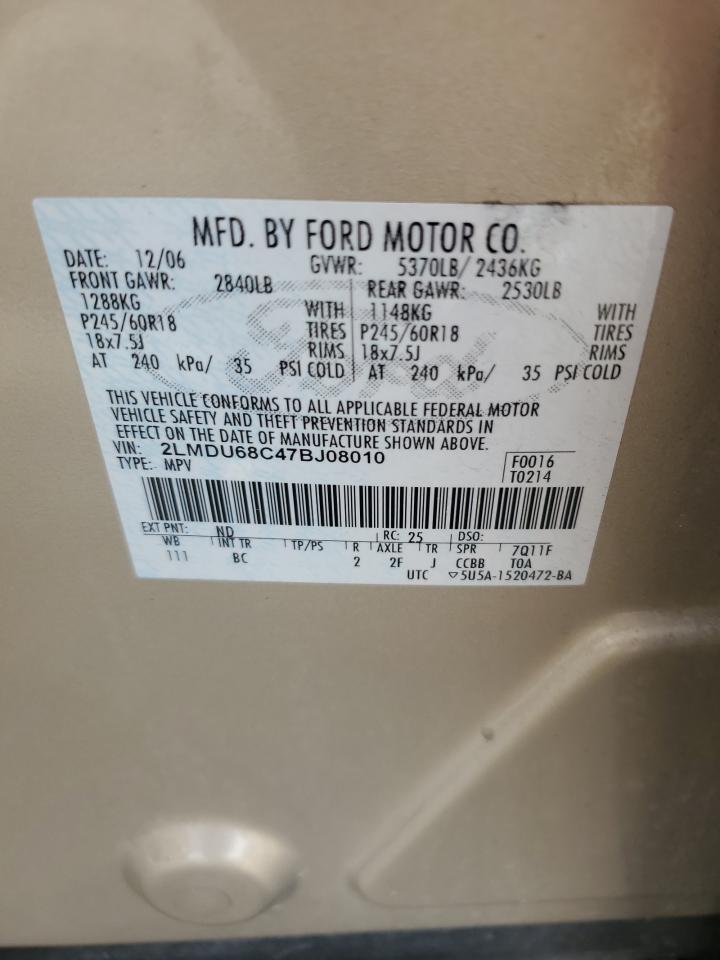 MFD. BY FORD MOTOR CO.
DATE: 12/06 GVWR: 5370LB/ 2436KG
FRONT GAWR: 2840LB REAR GAWR: 2530LB
1288KG WITH 1148KG WITH
P245/60R18 TIRES P245/60R18 TIRES
18x7.5J RIMS 18x7.5J RIMS
AT 240 kPa/ 35 PSI COLD AT 240 kPa/ 35 PSI COLD
THIS VEHICLE CONFORMS TO ALL APPLICABLE FEDERAL MOTOR
VEHICLE SAFETY AND THEFT PREVENTION STANDARDS IN
EFFECT ON THE DATE OF MANUFACTURE SHOWN ABOVE.
VIN: 2LMDU68C47BJ08010 F0016
TYPE: MPV T0214
EXT PNT: ND RC: 25 DSO:
WB INT TR TP/PS R AXLE TR SPR 7Q11F
111 BC 2 2F J CCBB TOA
UTC ▽5U5A-1520472-BA